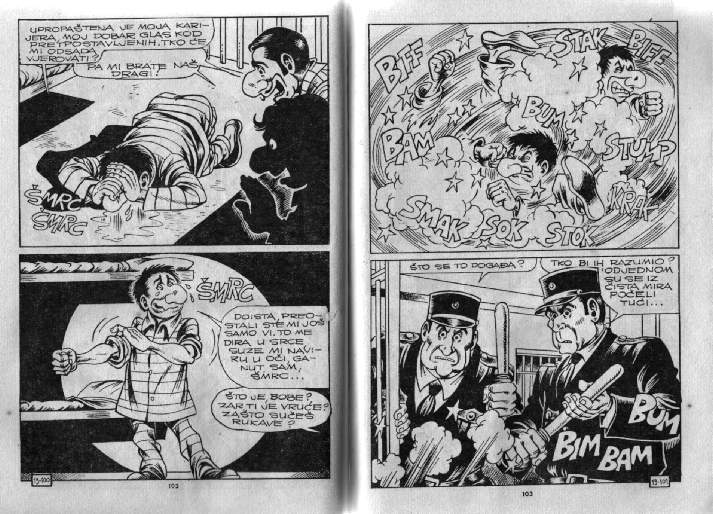 UPROPAŠTENA JE MOJA KARI-
JERA, MOJ DOBAR GLAS KOD
PRETPOSTAVLJENIH. TKO ĆE
MI ODSADA
VJEROVATI?
PA MI BRATE NAŠ
DRAGI!
ŠMRC
ŠMRC
ŠMRC
DOISTA, PREO-
STALI STE MI JOŠ
SAMO VI. TO ME
DIRA U SRCE
SUZE MI NAVI-
RU U OČI, GA-
NUT SAM,
ŠMRC...
ŠTO JE, BOBE?
ZAR TI JE VRUĆE?
ZAŠTO SUČEŠ
RUKAVE?
102
BIFF
STAK
BIFF
BUM
BAM
STUMP
KRAK
SMAK
SOK
STOK
ŠTO SE TO DOGAĐA?
TKO BI IH RAZUMIO?
ODJEDNOM
SU SE IZ
ČISTA MIRA
POČELI
TUĆI...
BUM
BIM
BAM
103